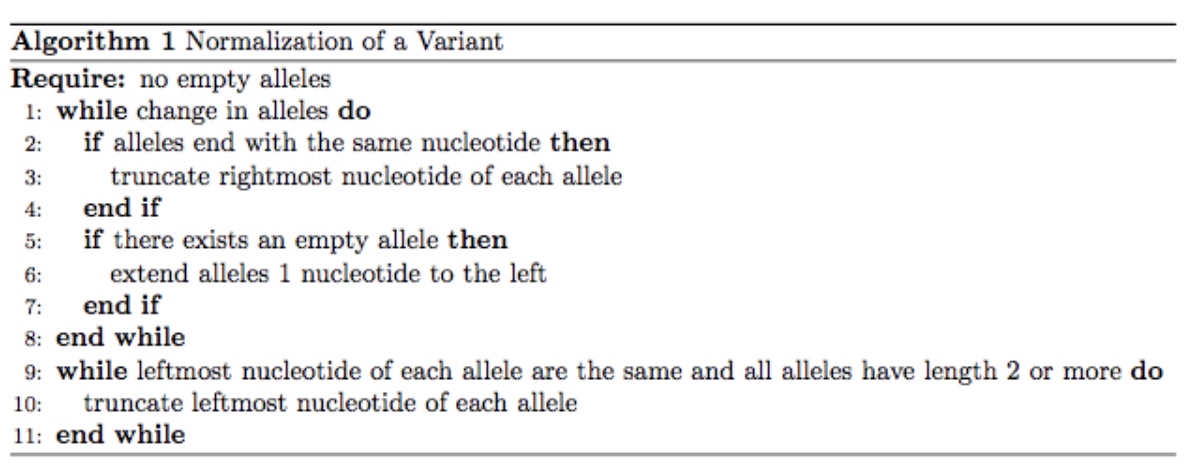 Algorithm 1 Normalization of a Variant
Require: no empty alleles
1: while change in alleles do
2: if alleles end with the same nucleotide then
3: truncate rightmost nucleotide of each allele
4: end if
5: if there exists an empty allele then
6: extend alleles 1 nucleotide to the left
7: end if
8: end while
9: while leftmost nucleotide of each allele are the same and all alleles have length 2 or more do
10: truncate leftmost nucleotide of each allele
11: end while